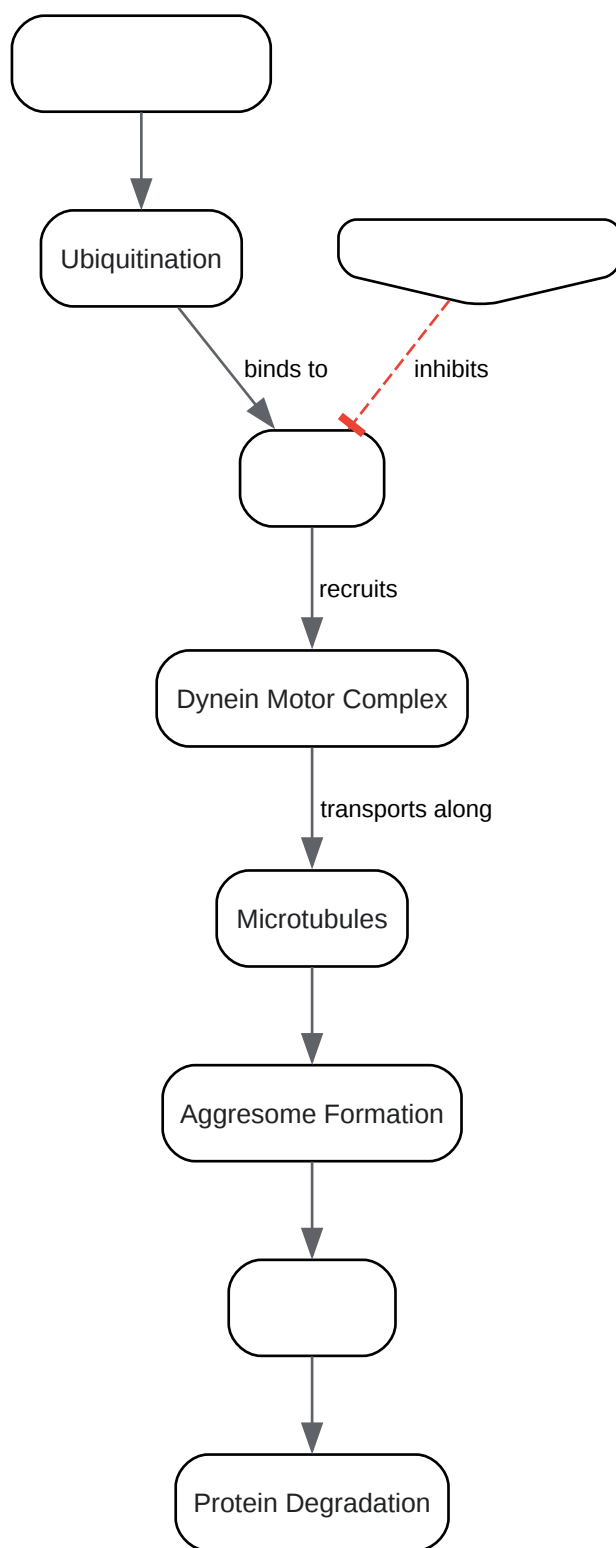 Ubiquitination
binds to
inhibits
recruits
Dynein Motor Complex
transports along
Microtubules
Aggresome Formation
Protein Degradation